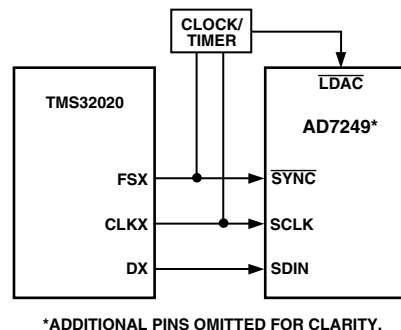 CLOCK/
TIMER
TMS32020
LDAC
AD7249*
FSX
SYNC
CLKX
SCLK
DX
SDIN
*ADDITIONAL PINS OMITTED FOR CLARITY.